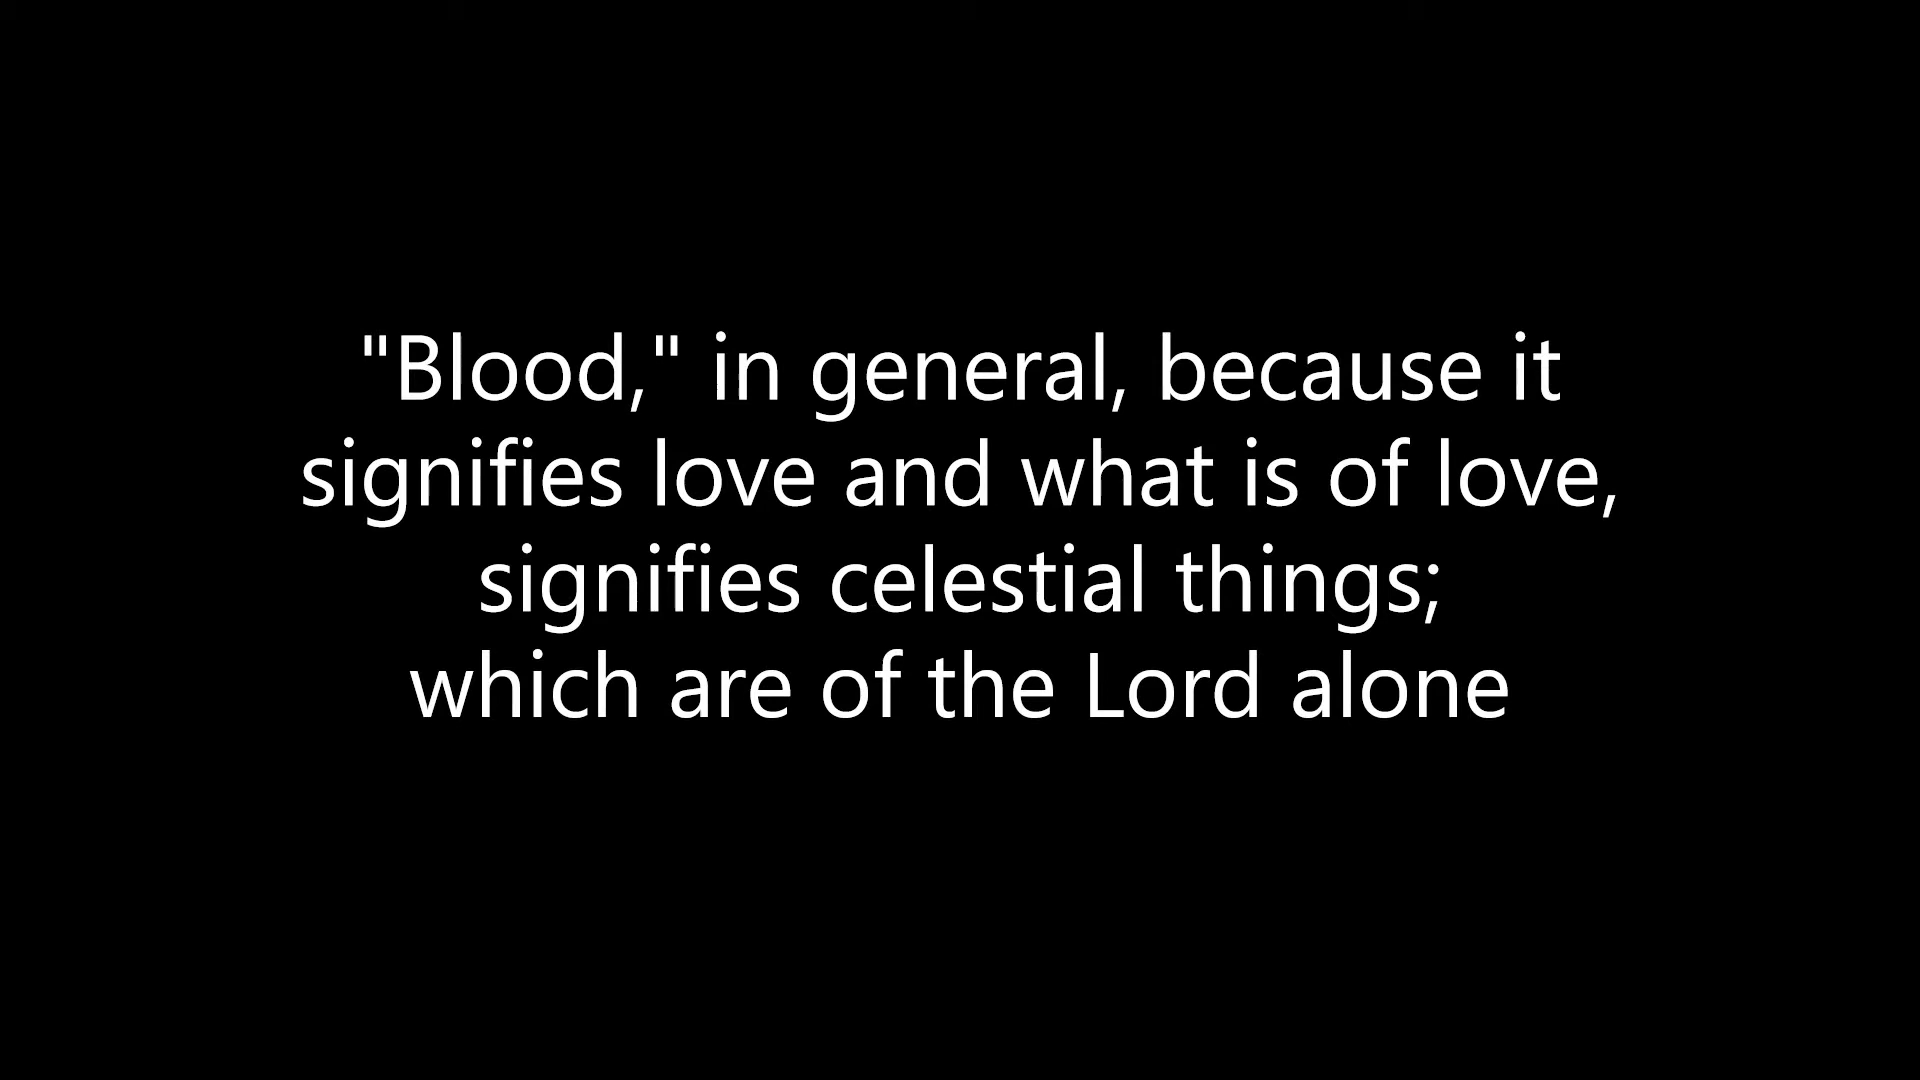 "Blood," in general, because it
signifies love and what is of love,
signifies celestial things;
which are of the Lord alone